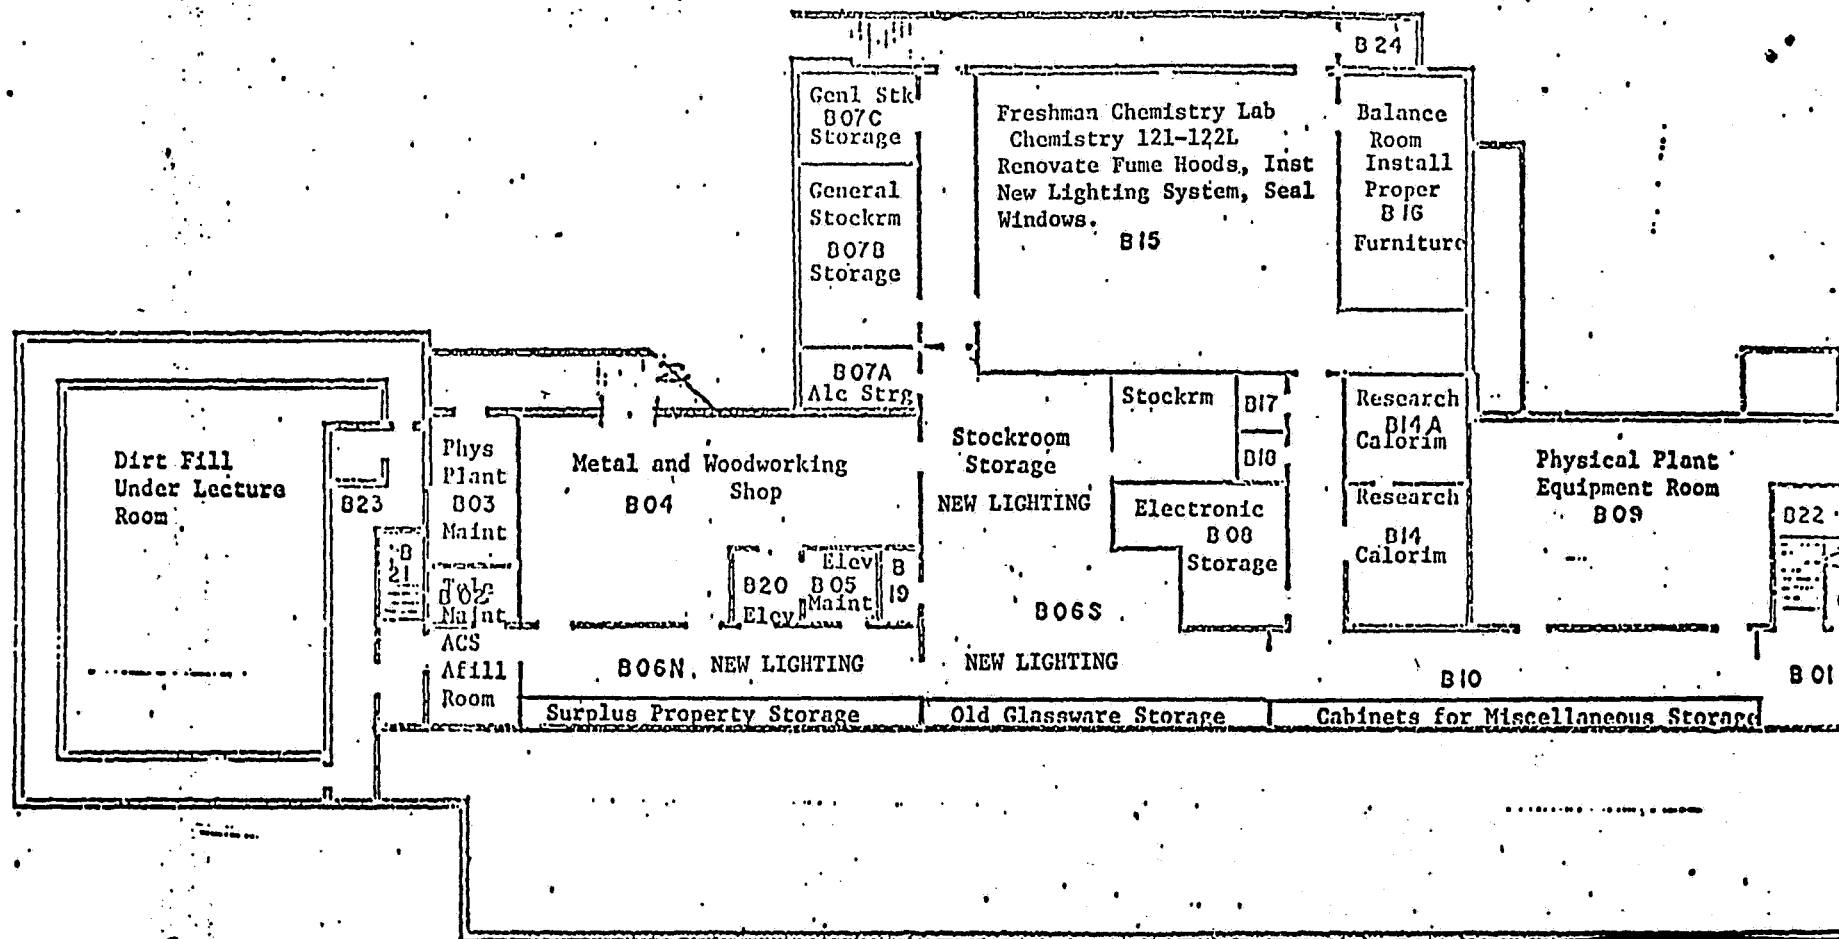 B 24
Genl Stk
B07C
Storage
General
Stockrm
B07B
Storage
B07A
Alc Strg
Freshman Chemistry Lab
Chemistry 121-122L
Renovate Fume Hoods, Inst
New Lighting System, Seal
Windows.
B15
Balance
Room
Install
Proper
B16
Furniture
Dirt Fill
Under Lecture
Room
B23
B
21
Phys
Plant
B03
Maint
Tele
B02
Maint
ACS
Afill
Room
Metal and Woodworking
Shop
B04
B20
Elev
Elev
B05
Maint
B
19
B06N
NEW LIGHTING
Stockroom
Storage
NEW LIGHTING
B06S
NEW LIGHTING
Stockrm
B17
B18
Electronic
B08
Storage
Research
B14A
Calorim
Research
B14
Calorim
Physical Plant
Equipment Room
B09
B22
B10
B01
Surplus Property Storage
Old Glassware Storage
Cabinets for Miscellaneous Storage